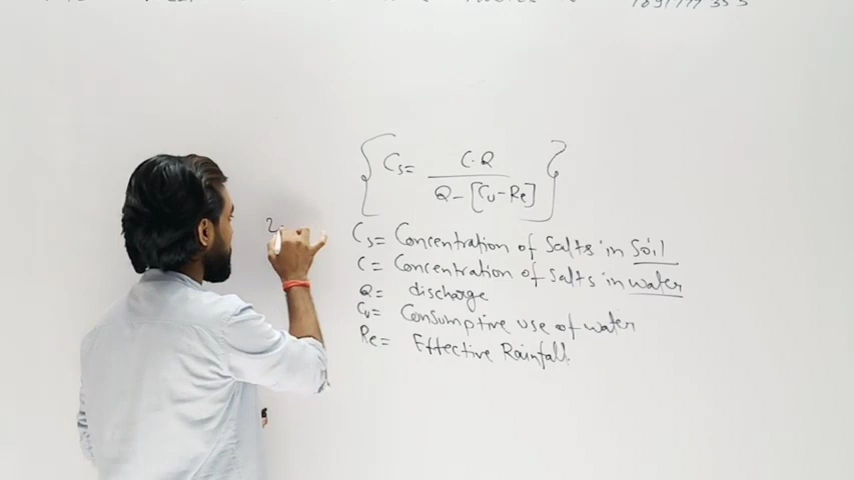 Cs = C·Q / Q - [Cu - Re]
2.
Cs = Concentration of Salts in Soil
C = Concentration of Salts in water
Q = discharge
Cu = Consumptive use of water
Re = Effective Rainfall